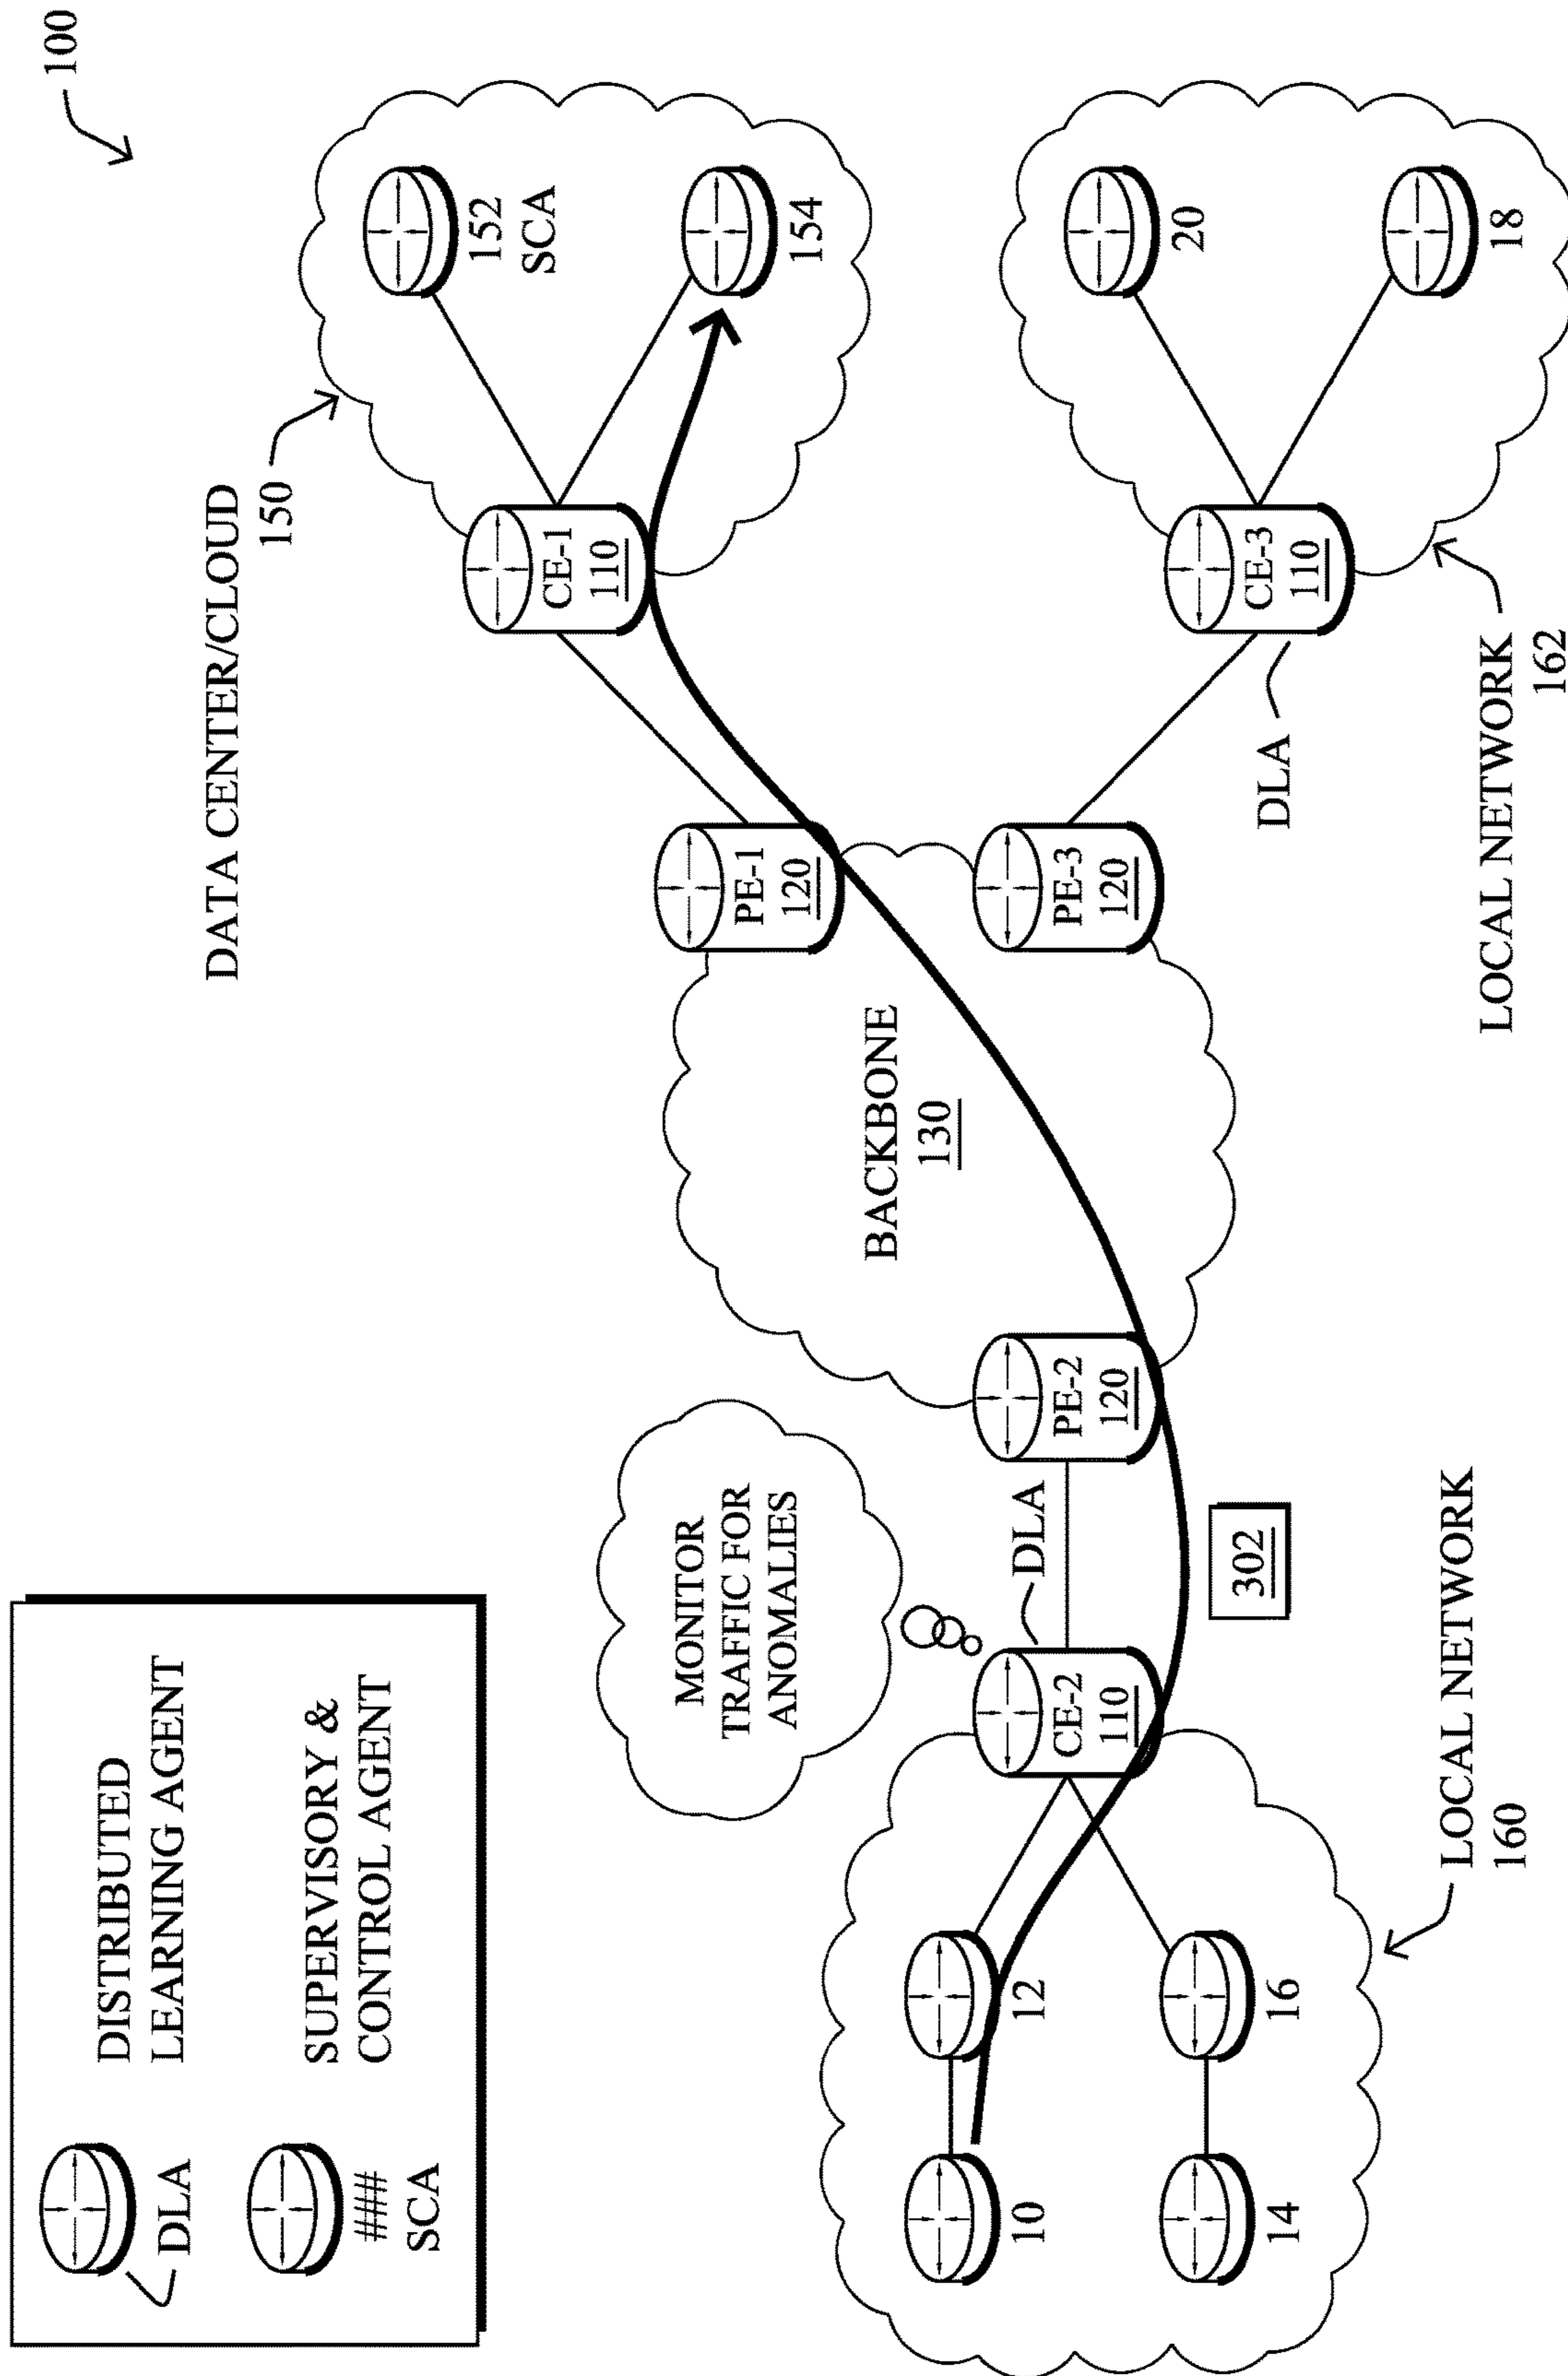 100
DLA
DISTRIBUTED
LEARNING AGENT
###
SCA
SUPERVISORY &
CONTROL AGENT
DATA CENTER/CLOUD
150
152
SCA
154
CE-1
110
PE-1
120
BACKBONE
130
MONITOR
TRAFFIC FOR
ANOMALIES
10
12
14
16
CE-2
110
DLA
302
PE-2
120
PE-3
120
CE-3
110
DLA
20
18
LOCAL NETWORK
160
LOCAL NETWORK
162